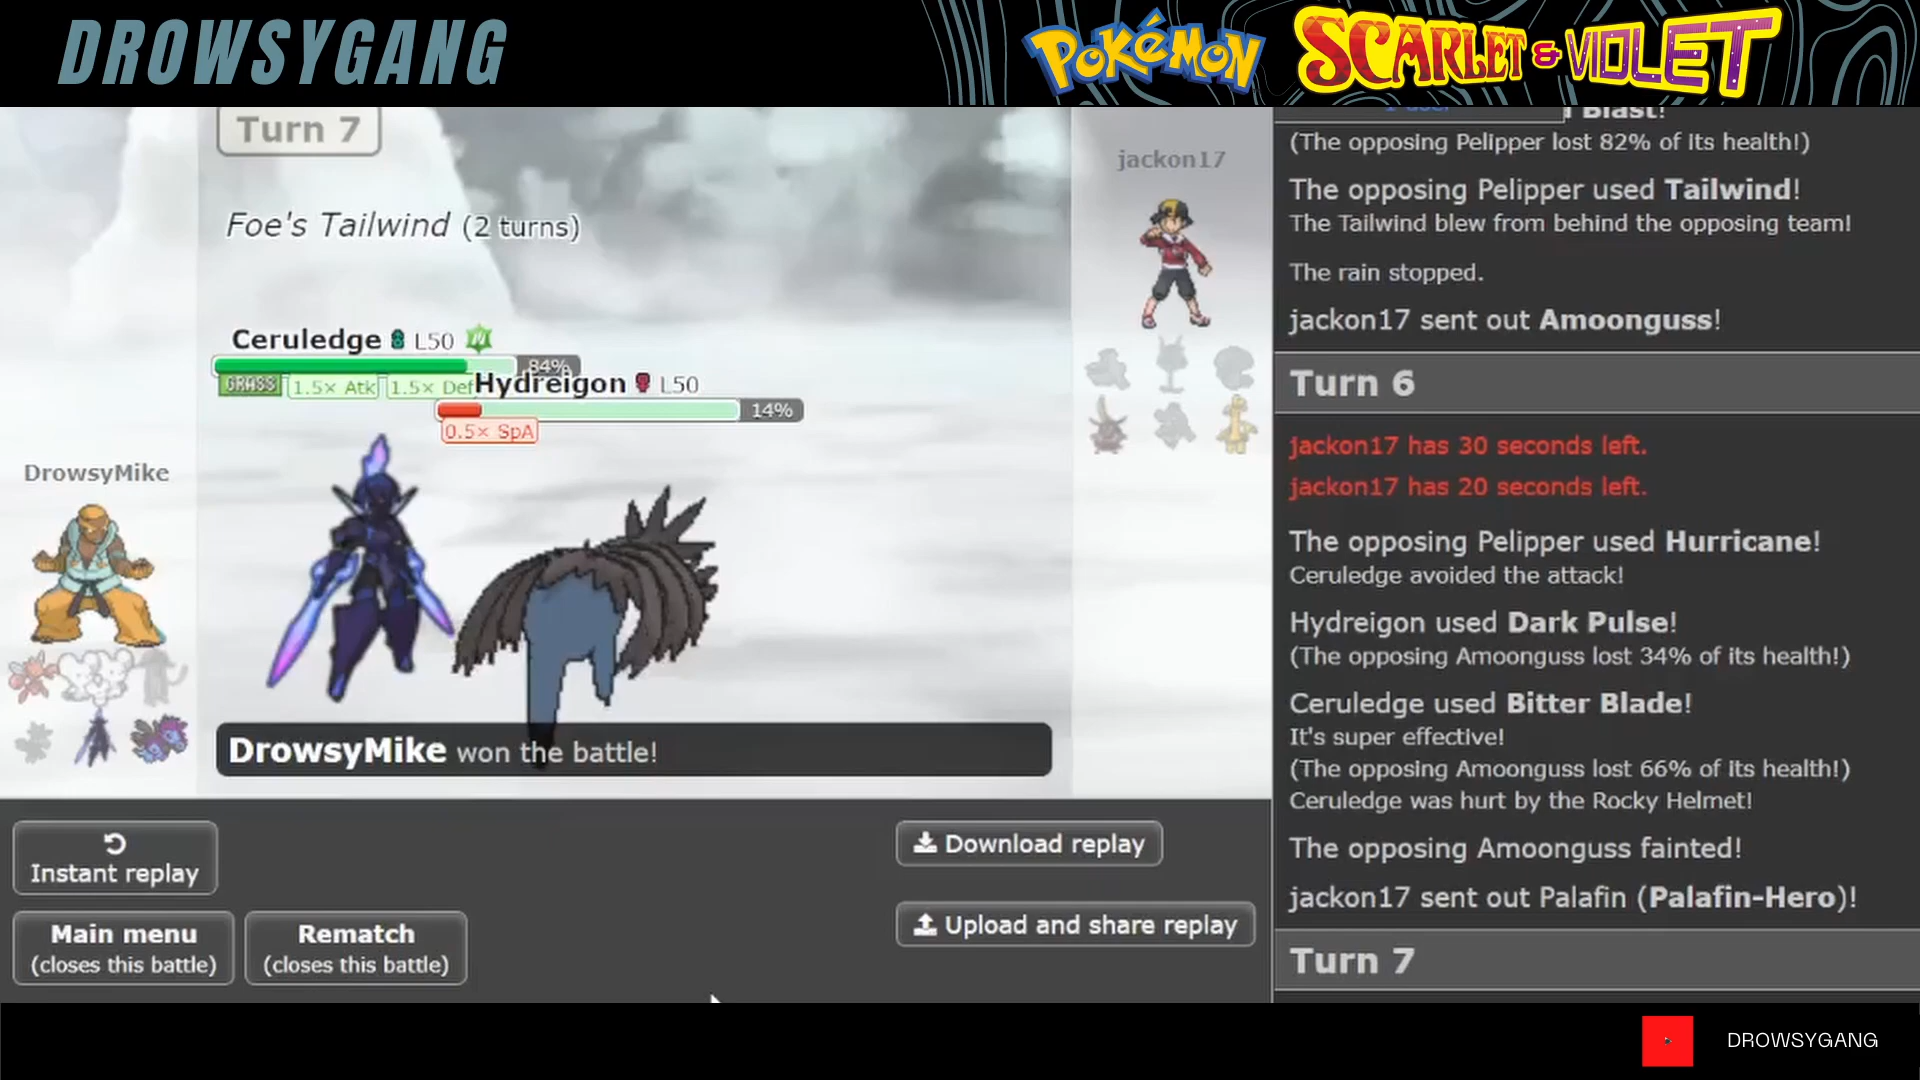 DROWSYGANG
POKéMON
SCARLET & VIOLET
Turn 7
Foe's Tailwind (2 turns)
Ceruledge L50
84%
GRASS 1.5× Atk 1.5× Def
Hydreigon L50
14%
0.5× SpA
DrowsyMike
jackon17
DrowsyMike won the battle!
Instant replay
Main menu
(closes this battle)
Rematch
(closes this battle)
Download replay
Upload and share replay
Blast!
(The opposing Pelipper lost 82% of its health!)
The opposing Pelipper used Tailwind!
The Tailwind blew from behind the opposing team!
The rain stopped.
jackon17 sent out Amoonguss!
Turn 6
jackon17 has 30 seconds left.
jackon17 has 20 seconds left.
The opposing Pelipper used Hurricane!
Ceruledge avoided the attack!
Hydreigon used Dark Pulse!
(The opposing Amoonguss lost 34% of its health!)
Ceruledge used Bitter Blade!
It's super effective!
(The opposing Amoonguss lost 66% of its health!)
Ceruledge was hurt by the Rocky Helmet!
The opposing Amoonguss fainted!
jackon17 sent out Palafin (Palafin-Hero)!
Turn 7
DROWSYGANG